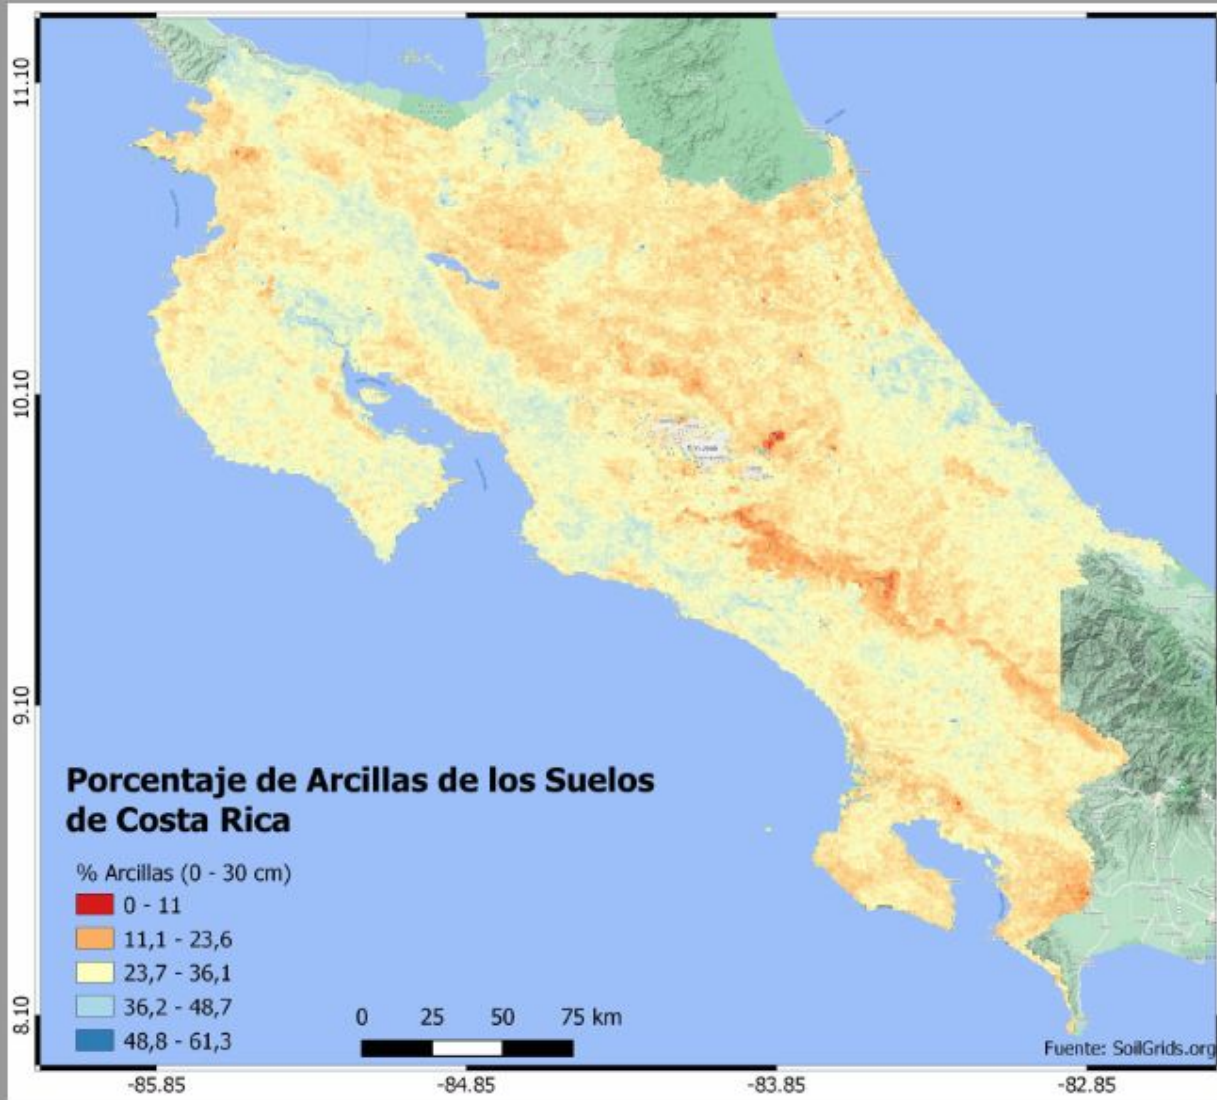 11.10
10.10
9.10
8.10
Porcentaje de Arcillas de los Suelos
de Costa Rica
% Arcillas (0 - 30 cm)
0 - 11
11,1 - 23,6
23,7 - 36,1
36,2 - 48,7
48,8 - 61,3
0 25 50 75 km
Fuente: SoilGrids.org
-85.85 -84.85 -83.85 -82.85